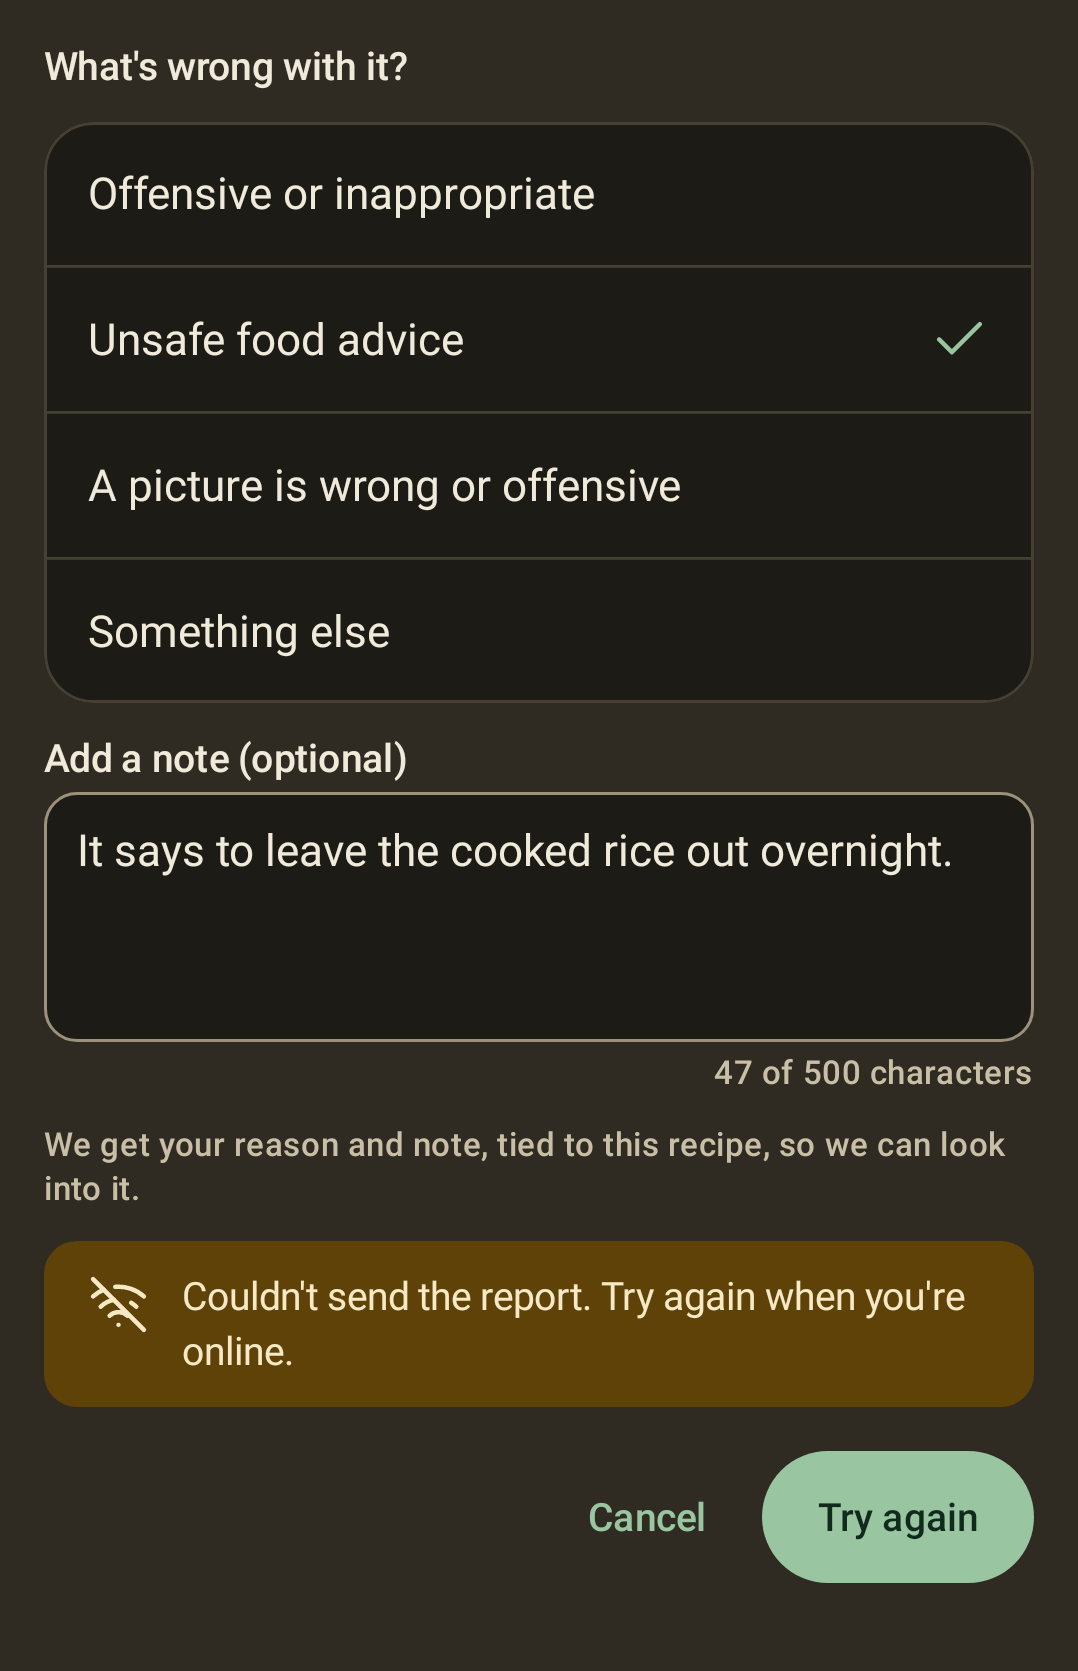 What's wrong with it?
Offensive or inappropriate
Unsafe food advice
A picture is wrong or offensive
Something else
Add a note (optional)
It says to leave the cooked rice out overnight.
47 of 500 characters
We get your reason and note, tied to this recipe, so we can look
into it.
Couldn't send the report. Try again when you're
online.
Cancel
Try again